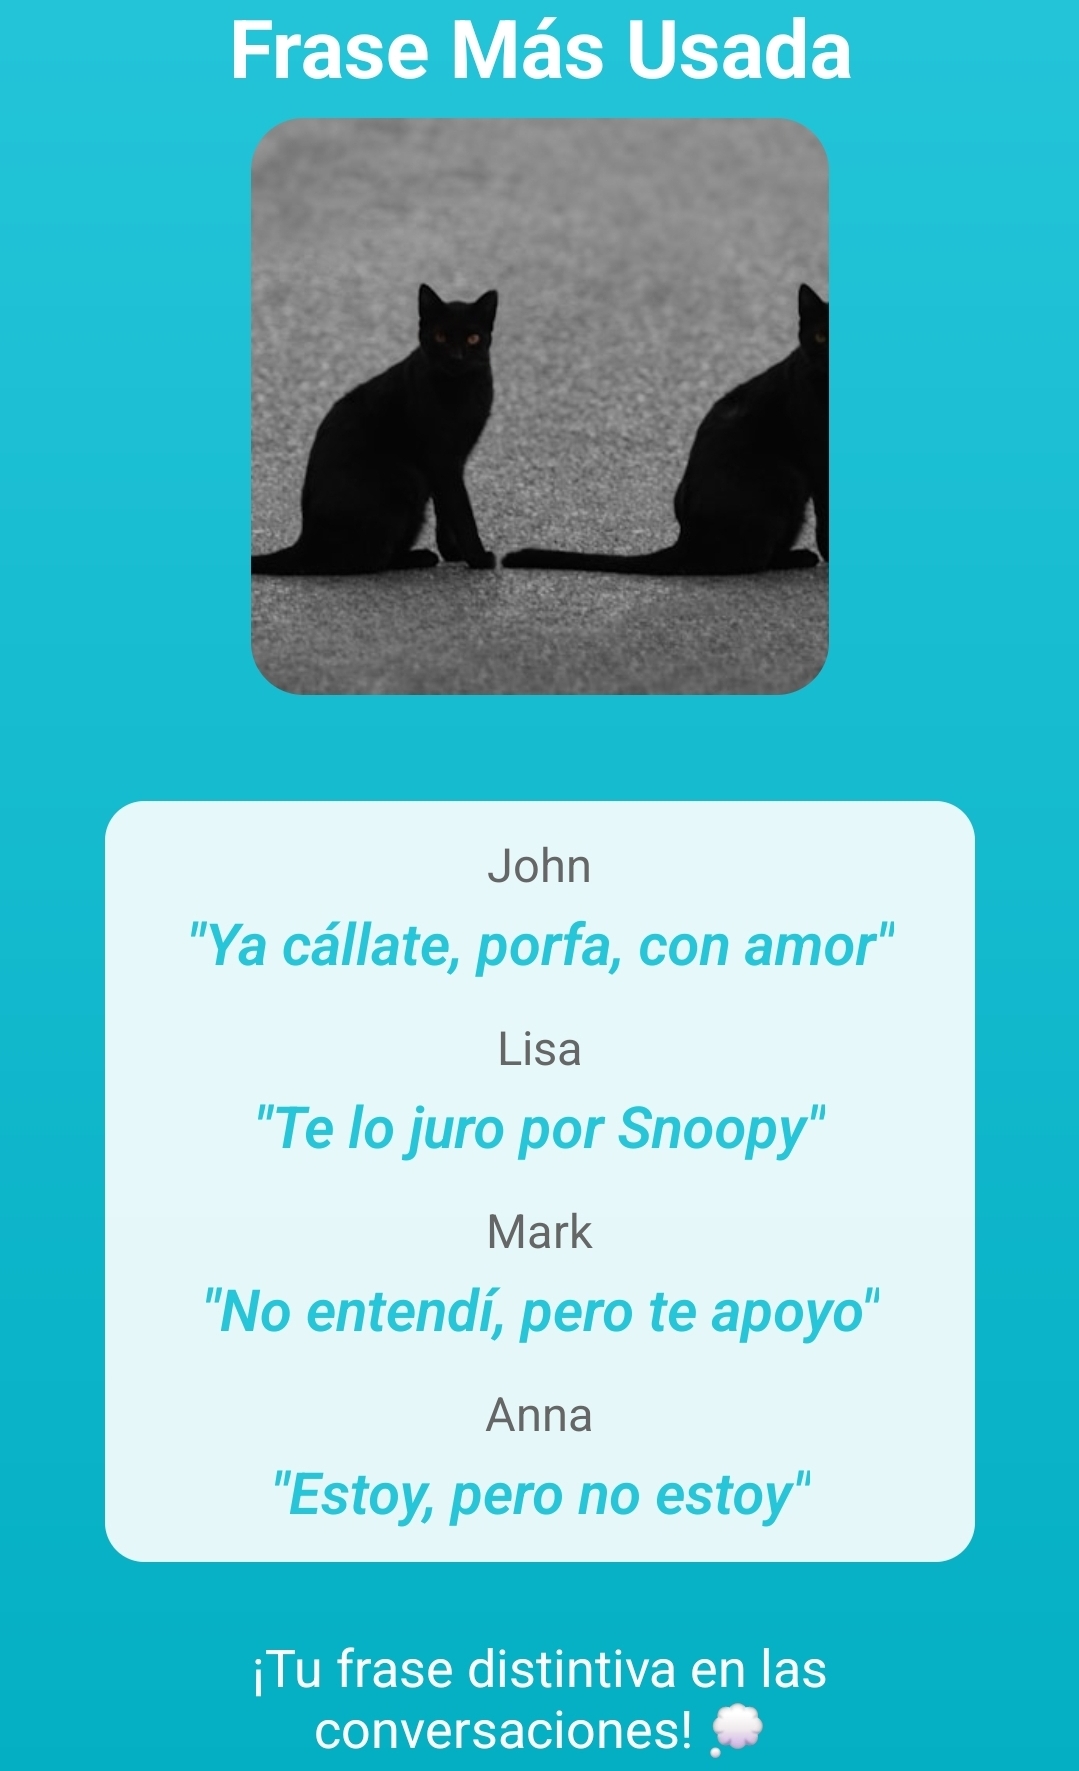 Frase Más Usada
John
"Ya cállate, porfa, con amor"
Lisa
"Te lo juro por Snoopy"
Mark
"No entendí, pero te apoyo"
Anna
"Estoy, pero no estoy"
¡Tu frase distintiva en las
conversaciones! 💭